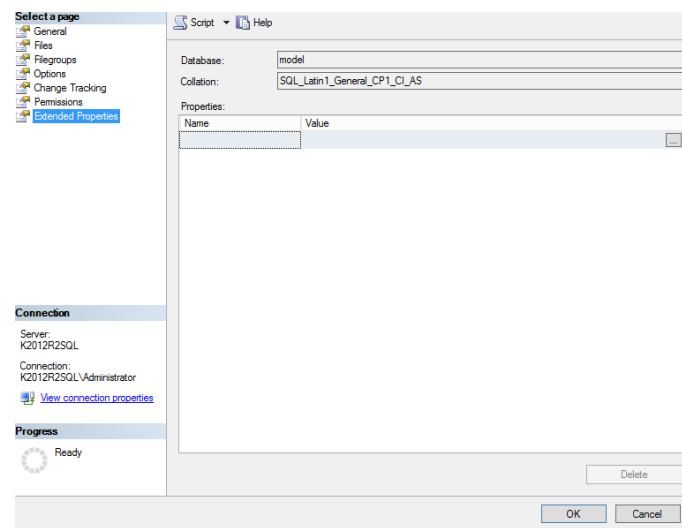 Select a page
General
Files
Filegroups
Options
Change Tracking
Permissions
Extended Properties
Script Help
Database: model
Collation: SQL_Latin1_General_CP1_CI_AS
Properties:
Name Value
...
Connection
Server:
K2012R2SQL
Connection:
K2012R2SQL\Administrator
View connection properties
Progress
Ready
Delete
OK Cancel